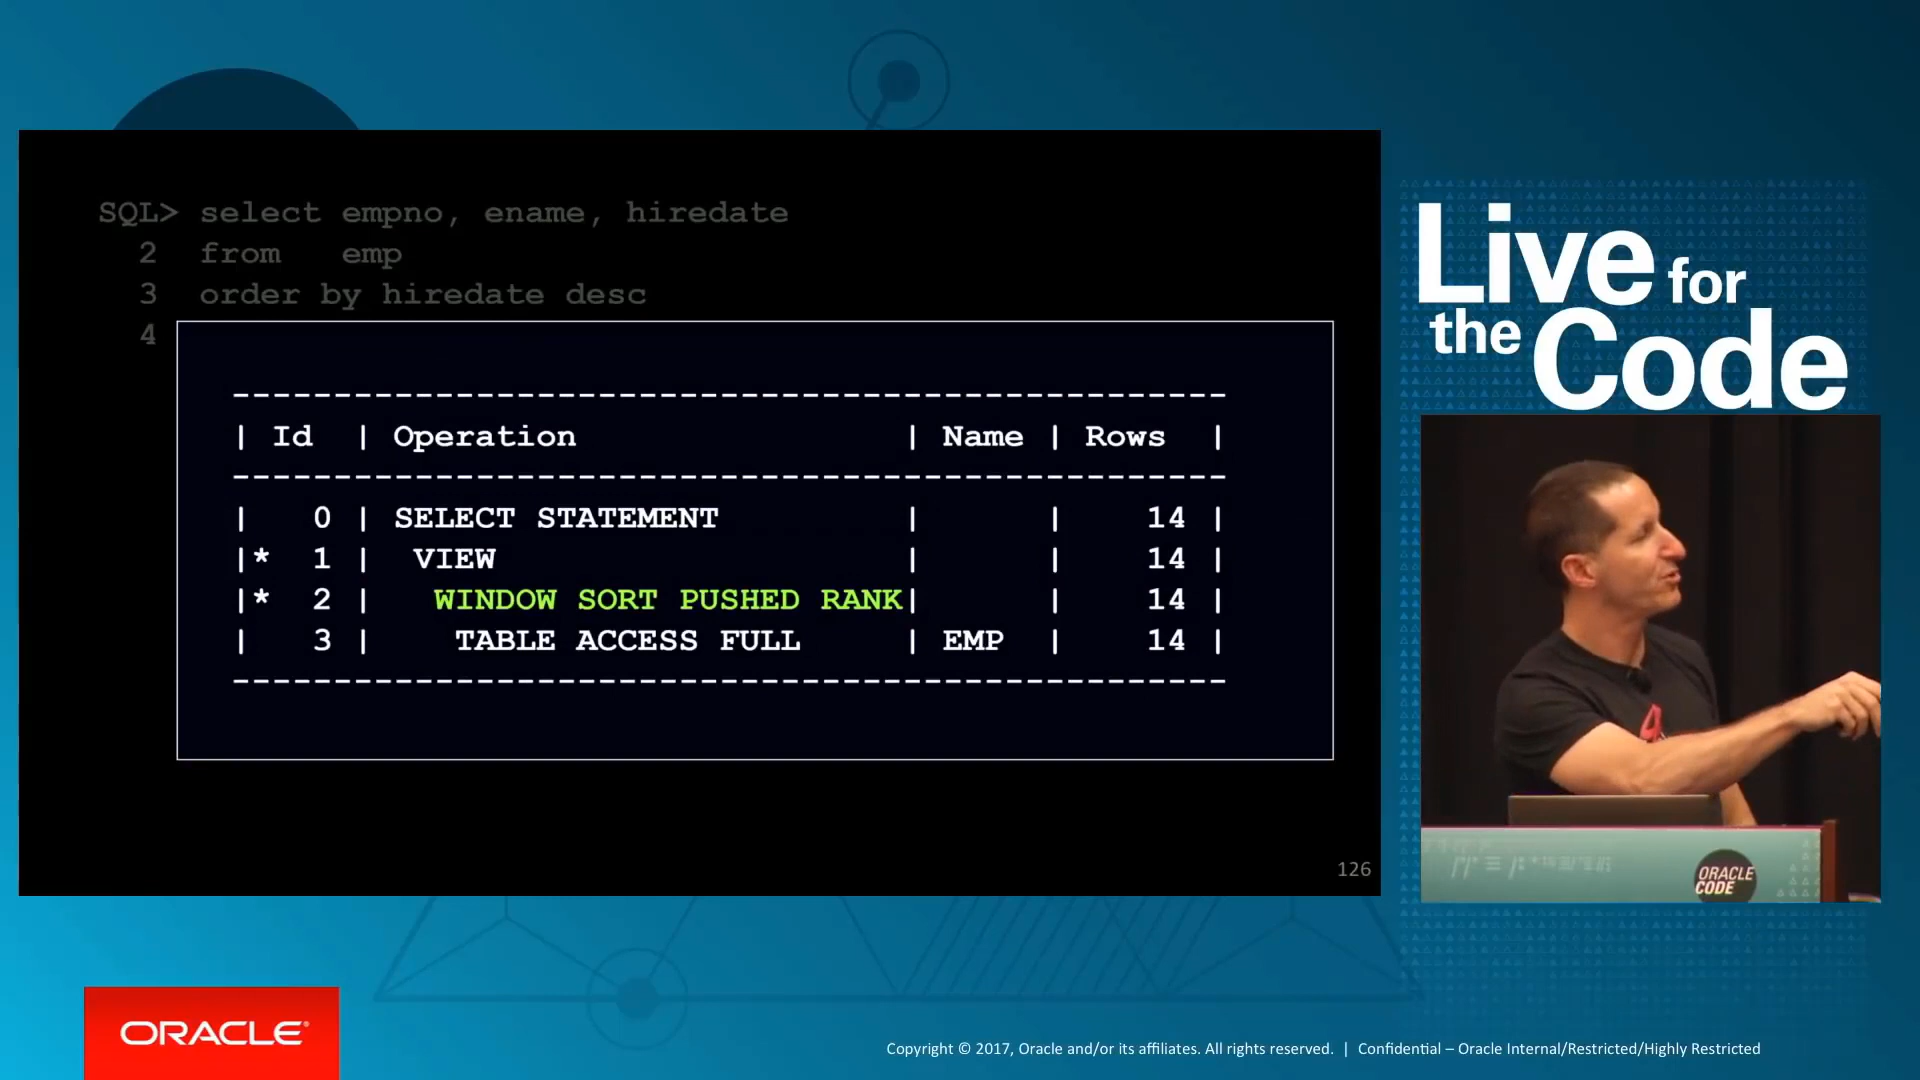 SQL> select empno, ename, hiredate
2 from emp
3 order by hiredate desc
4
--------------------------------------------------
| Id | Operation | Name | Rows |
--------------------------------------------------
| 0 | SELECT STATEMENT | | 14 |
|* 1 | VIEW | | 14 |
|* 2 | WINDOW SORT PUSHED RANK| | 14 |
| 3 | TABLE ACCESS FULL | EMP | 14 |
--------------------------------------------------
126
Live for
the Code
ORACLE
CODE
ORACLE®
Copyright © 2017, Oracle and/or its affiliates. All rights reserved. | Confidential – Oracle Internal/Restricted/Highly Restricted